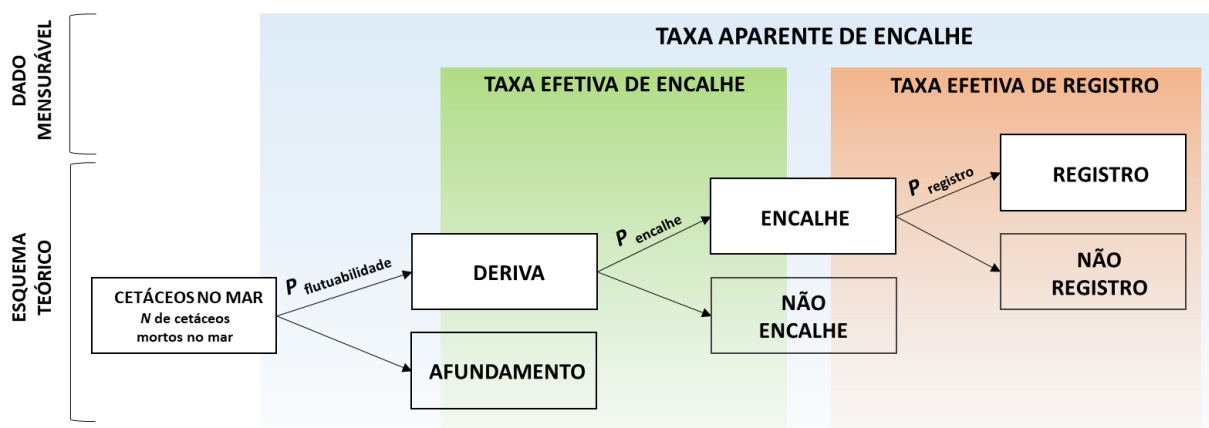 DADO
MENSURÁVEL
TAXA APARENTE DE ENCALHE
TAXA EFETIVA DE ENCALHE
TAXA EFETIVA DE REGISTRO
ESQUEMA
TEÓRICO
CETÁCEOS NO MAR
N de cetáceos
mortos no mar
P flutuabilidade
DERIVA
AFUNDAMENTO
P encalhe
ENCALHE
NÃO
ENCALHE
P registro
REGISTRO
NÃO
REGISTRO